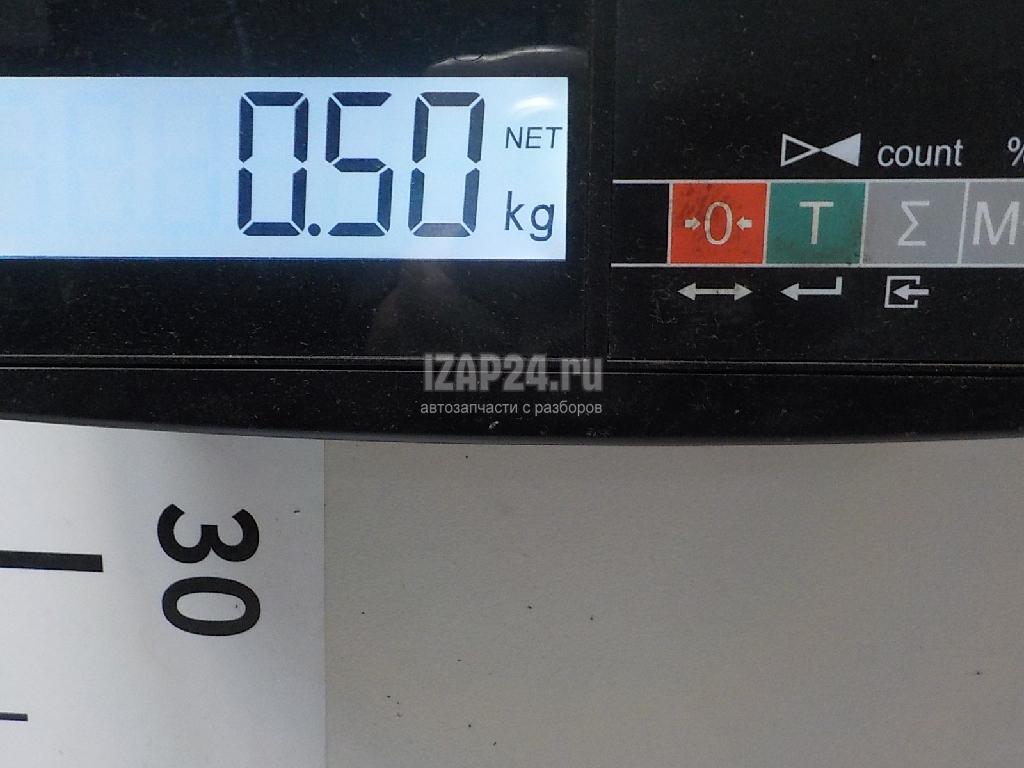 0.50 NET
kg
count %
→0← T Σ M
IZAP24.ru
автозапчасти с разборов
30